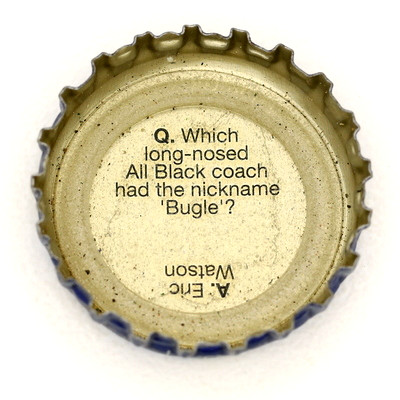 Q. Which
long-nosed
All Black coach
had the nickname
'Bugle'?
A. Eric
Watson